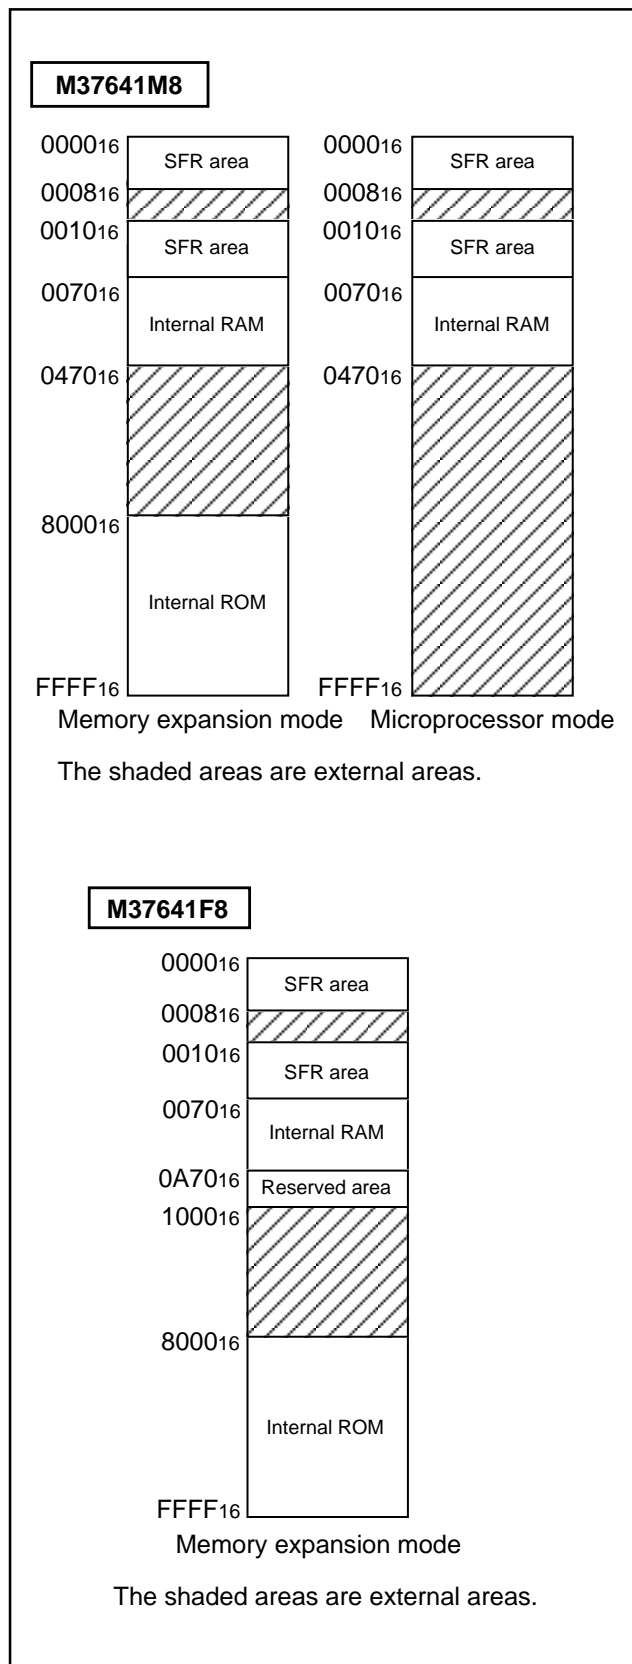 M37641M8
0000₁₆ SFR area 0000₁₆ SFR area
0008₁₆ 0008₁₆
0010₁₆ SFR area 0010₁₆ SFR area
0070₁₆ 0070₁₆
Internal RAM Internal RAM
0470₁₆ 0470₁₆
8000₁₆
Internal ROM
FFFF₁₆ FFFF₁₆
Memory expansion mode Microprocessor mode
The shaded areas are external areas.
M37641F8
0000₁₆
SFR area
0008₁₆
0010₁₆
SFR area
0070₁₆
Internal RAM
0A70₁₆ Reserved area
1000₁₆
8000₁₆
Internal ROM
FFFF₁₆
Memory expansion mode
The shaded areas are external areas.